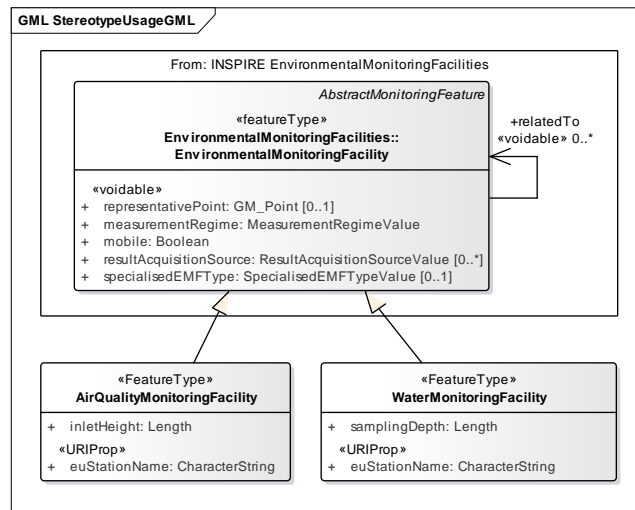 GML StereotypeUsageGML
From: INSPIRE EnvironmentalMonitoringFacilities
AbstractMonitoringFeature
«featureType»
EnvironmentalMonitoringFacilities::
EnvironmentalMonitoringFacility
+relatedTo
«voidable» 0..*
«voidable»
+ representativePoint: GM_Point [0..1]
+ measurementRegime: MeasurementRegimeValue
+ mobile: Boolean
+ resultAcquisitionSource: ResultAcquisitionSourceValue [0..*]
+ specialisedEMFType: SpecialisedEMFTypeValue [0..1]
«FeatureType»
AirQualityMonitoringFacility
+ inletHeight: Length
«URIProp»
+ euStationName: CharacterString
«FeatureType»
WaterMonitoringFacility
+ samplingDepth: Length
«URIProp»
+ euStationName: CharacterString